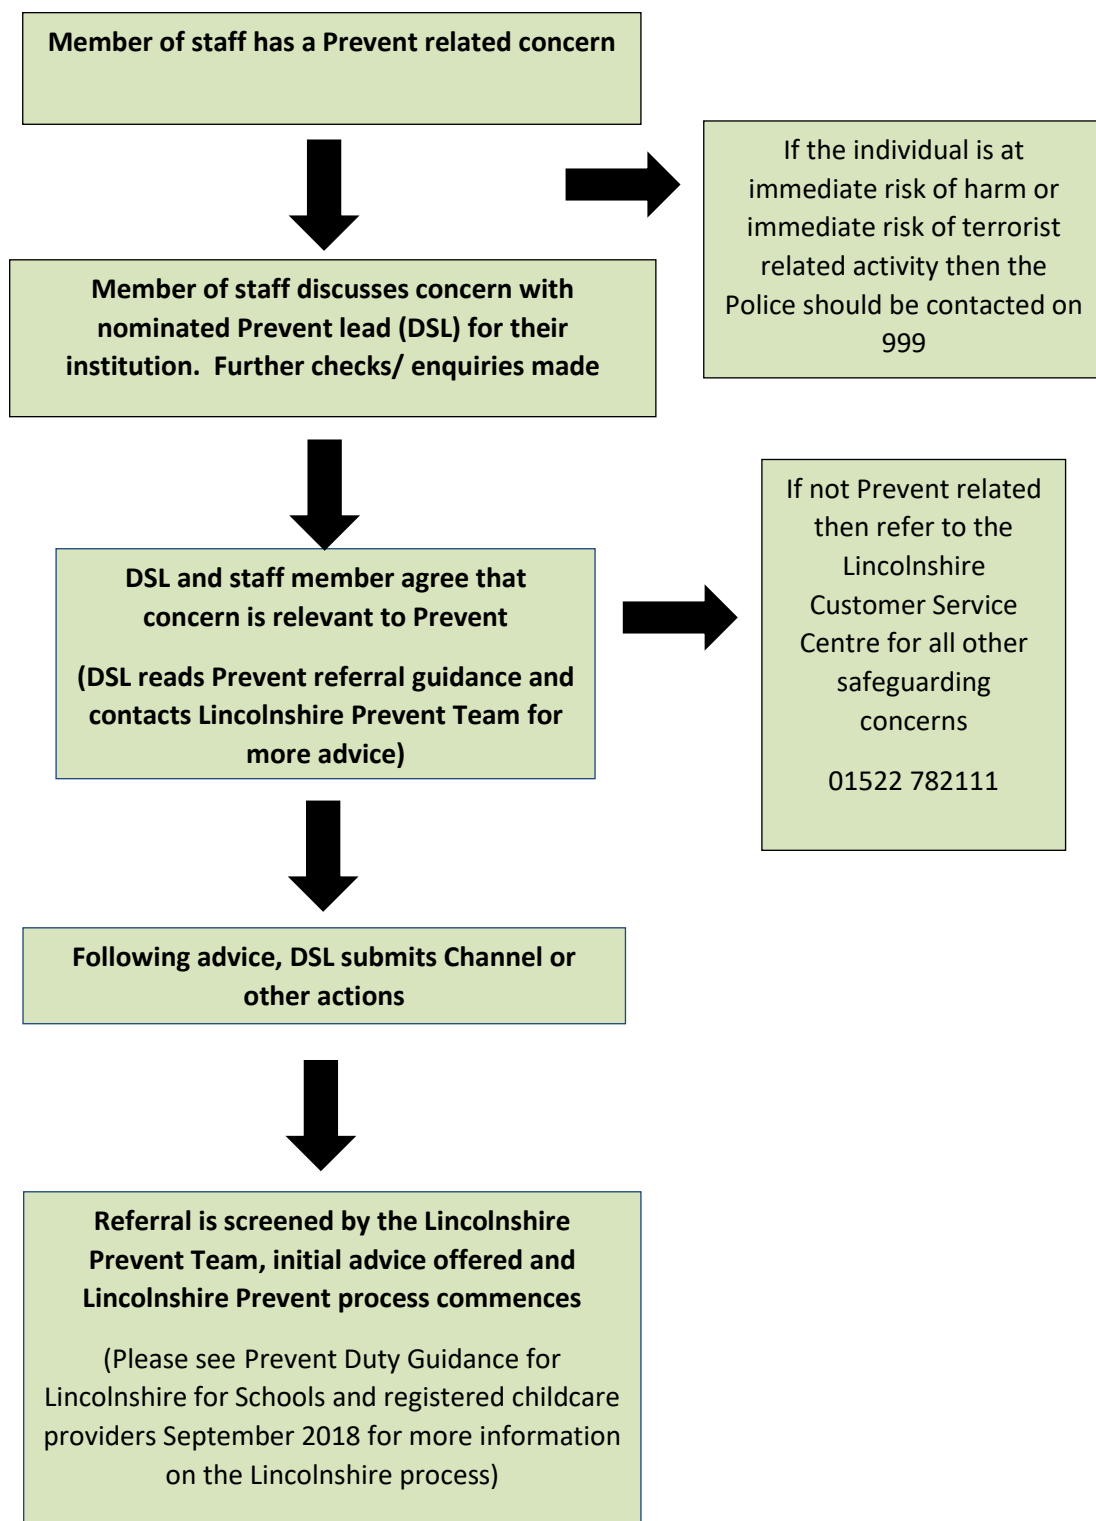 Member of staff has a Prevent related concern
If the individual is at
immediate risk of harm or
immediate risk of terrorist
related activity then the
Police should be contacted on
999
Member of staff discusses concern with
nominated Prevent lead (DSL) for their
institution.  Further checks/ enquiries made
DSL and staff member agree that
concern is relevant to Prevent
(DSL reads Prevent referral guidance and
contacts Lincolnshire Prevent Team for
more advice)
If not Prevent related
then refer to the
Lincolnshire
Customer Service
Centre for all other
safeguarding
concerns
01522 782111
Following advice, DSL submits Channel or
other actions
Referral is screened by the Lincolnshire
Prevent Team, initial advice offered and
Lincolnshire Prevent process commences
(Please see Prevent Duty Guidance for
Lincolnshire for Schools and registered childcare
providers September 2018 for more information
on the Lincolnshire process)